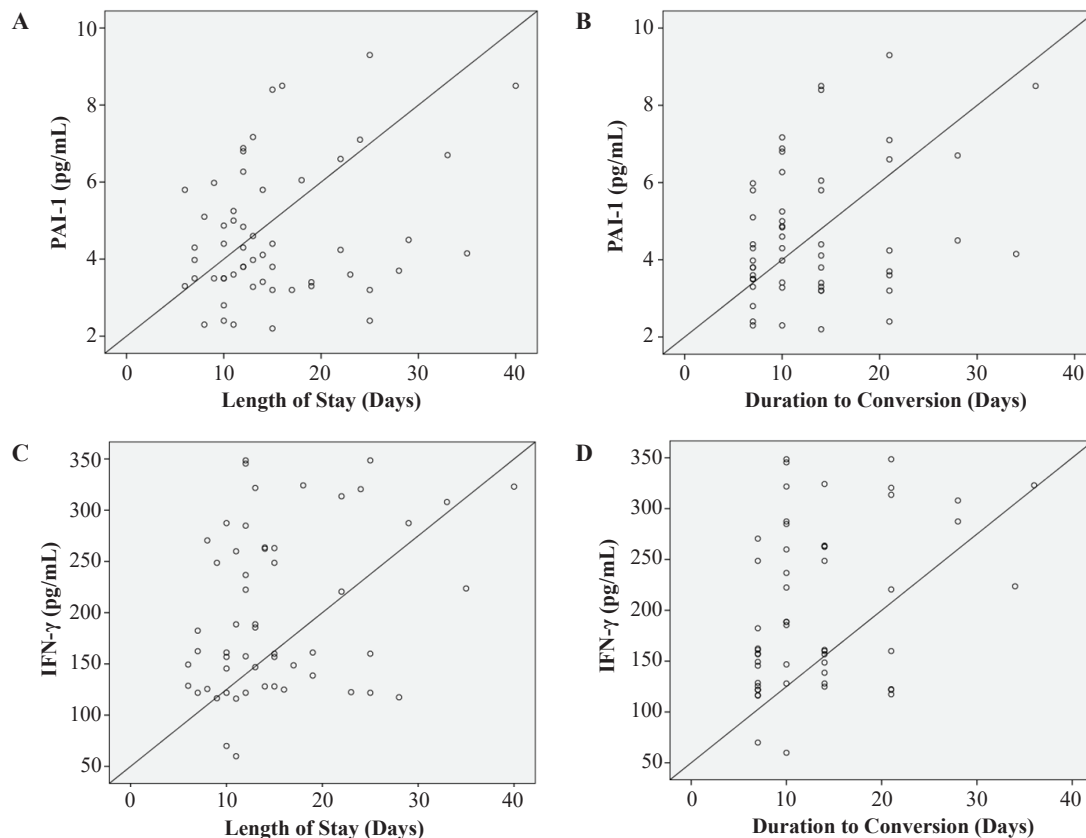 A
PAI-1 (pg/mL)
10
8
6
4
2
0 10 20 30 40
Length of Stay (Days)
B
PAI-1 (pg/mL)
10
8
6
4
2
0 10 20 30 40
Duration to Conversion (Days)
C
IFN-γ (pg/mL)
350
300
250
200
150
100
50
0 10 20 30 40
Length of Stay (Days)
D
IFN-γ (pg/mL)
350
300
250
200
150
100
50
0 10 20 30 40
Duration to Conversion (Days)